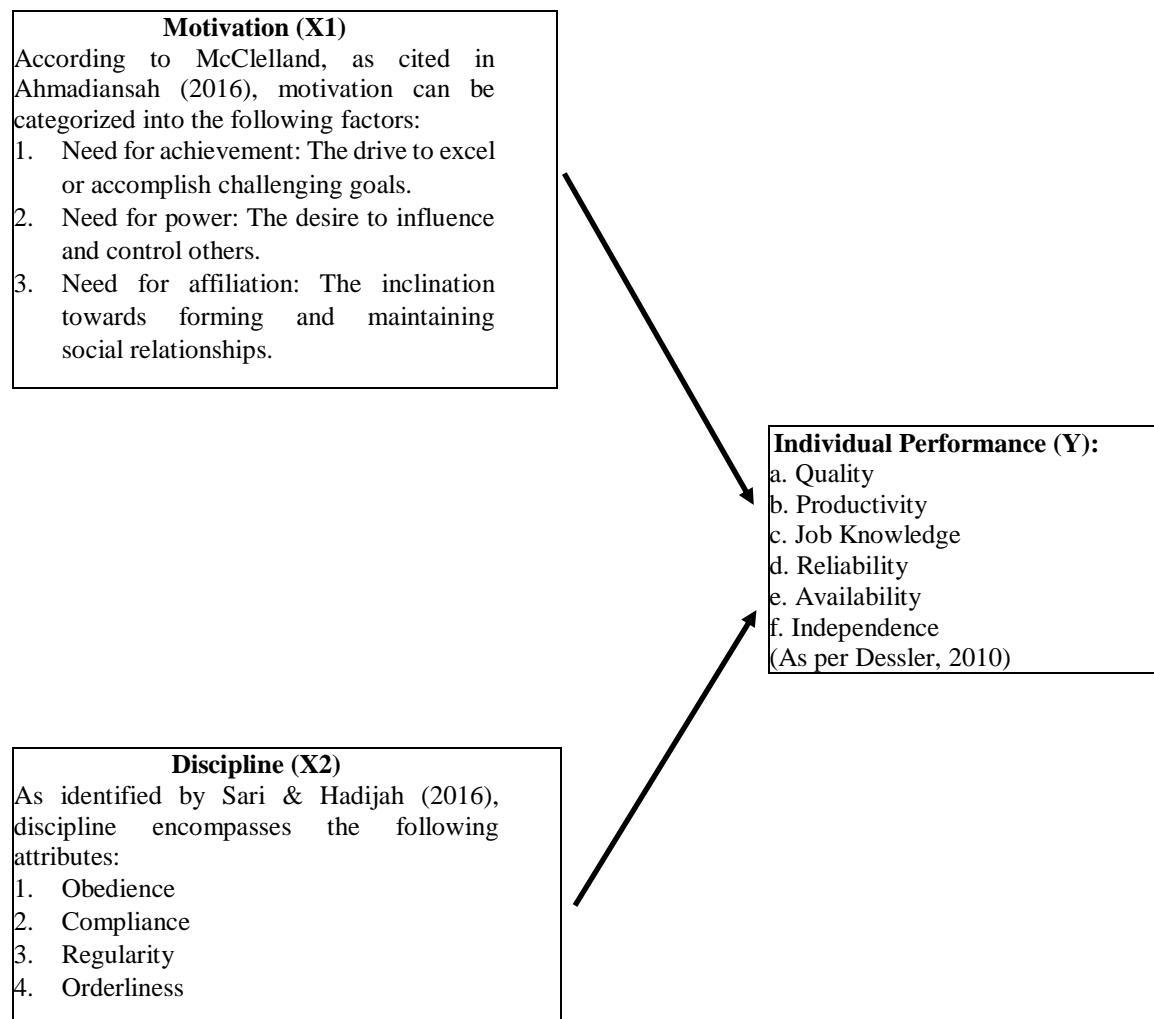 Motivation (X1)
According to McClelland, as cited in
Ahmadiansah (2016), motivation can be
categorized into the following factors:
1. Need for achievement: The drive to excel
or accomplish challenging goals.
2. Need for power: The desire to influence
and control others.
3. Need for affiliation: The inclination
towards forming and maintaining
social relationships.
Individual Performance (Y):
a. Quality
b. Productivity
c. Job Knowledge
d. Reliability
e. Availability
f. Independence
(As per Dessler, 2010)
Discipline (X2)
As identified by Sari & Hadijah (2016),
discipline encompasses the following
attributes:
1. Obedience
2. Compliance
3. Regularity
4. Orderliness